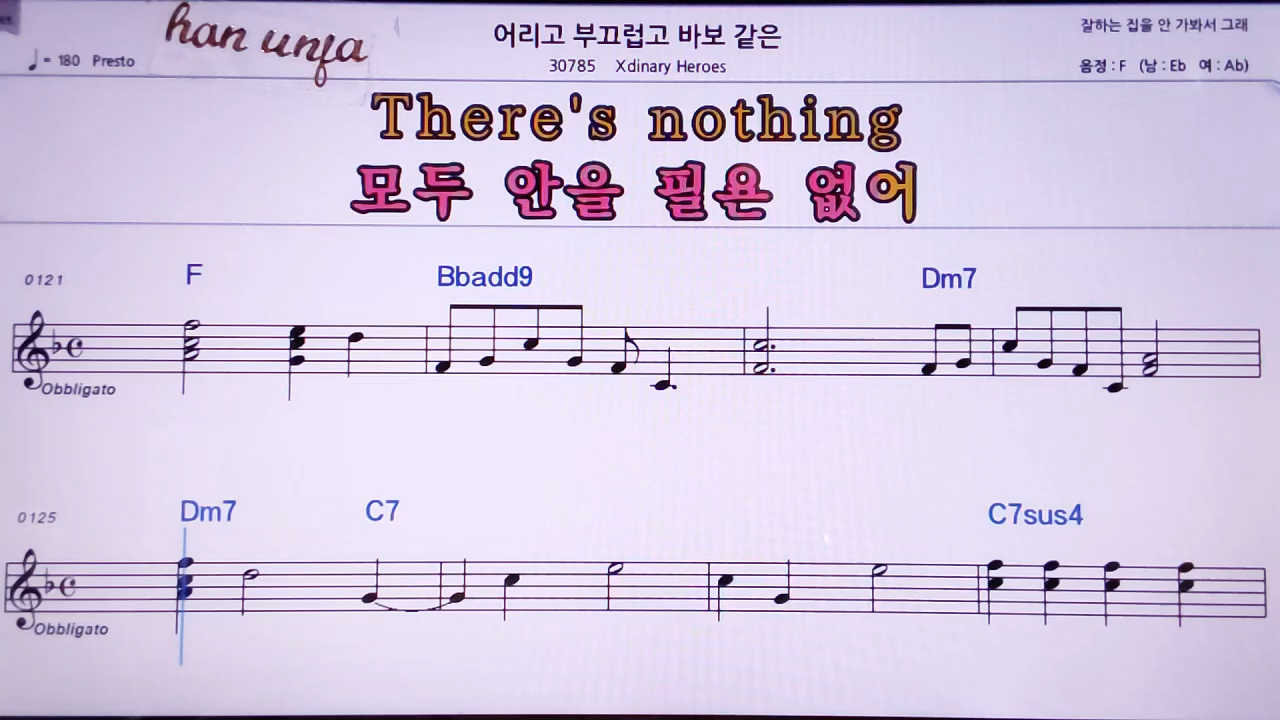 han unja
어리고 부끄럽고 바보 같은
잘하는 집을 안 가봐서 그래
♩= 180 Presto
30785 Xdinary Heroes
음정 : F (남 : Eb 여 : Ab)
There's nothing
모두 안을 필욘 없어
0121 F Bbadd9 Dm7
Obbligato
0125 Dm7 C7 C7sus4
Obbligato